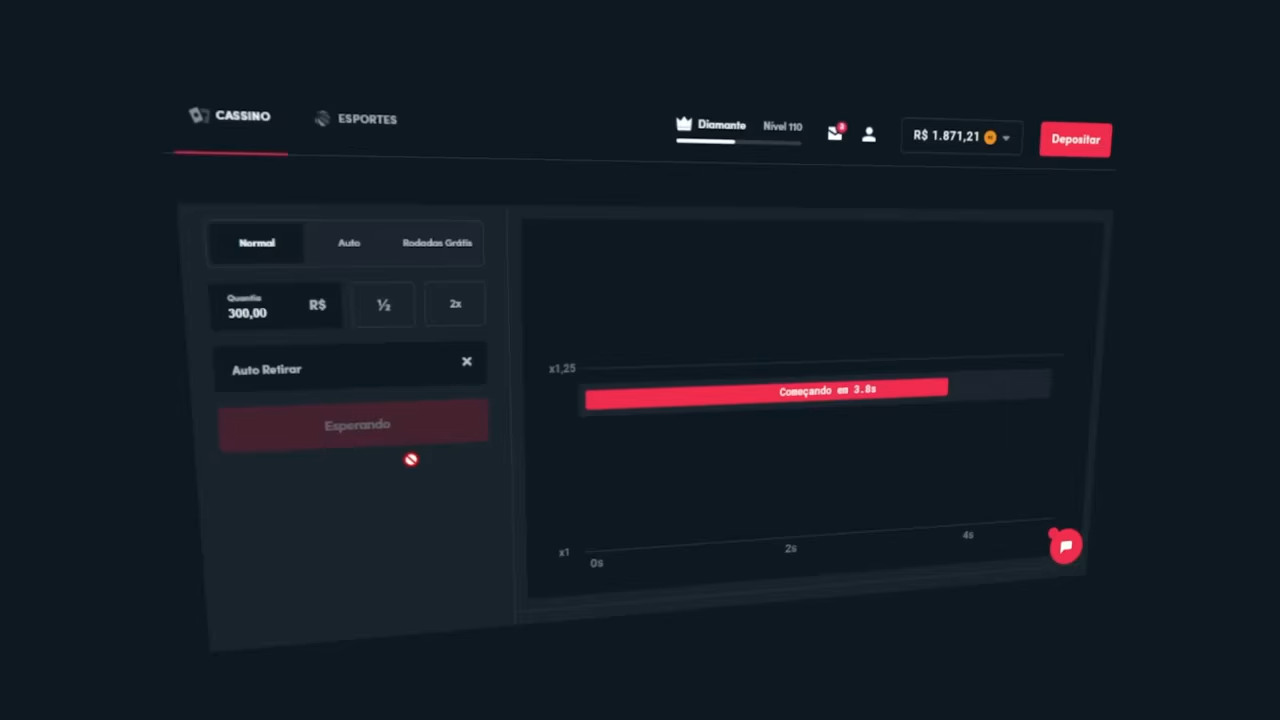 CASSINO
ESPORTES
Diamante
Nível 110
3
R$ 1.871,21
Depositar
Normal
Auto
Rodadas Grátis
Quantia
300,00
R$
½
2x
Auto Retirar
Esperando
x1,25
Começando em 3.8s
x1
0s
2s
4s